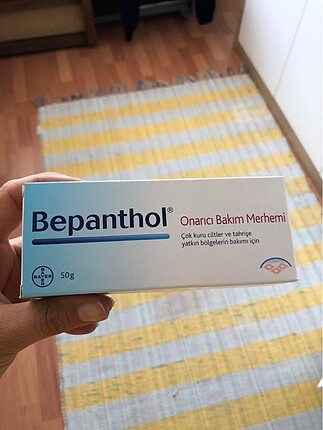 Bepanthol®
Onarıcı Bakım Merhemi
Çok kuru ciltler ve tahrişe
yatkın bölgelerin bakımı için
BAYER
50g